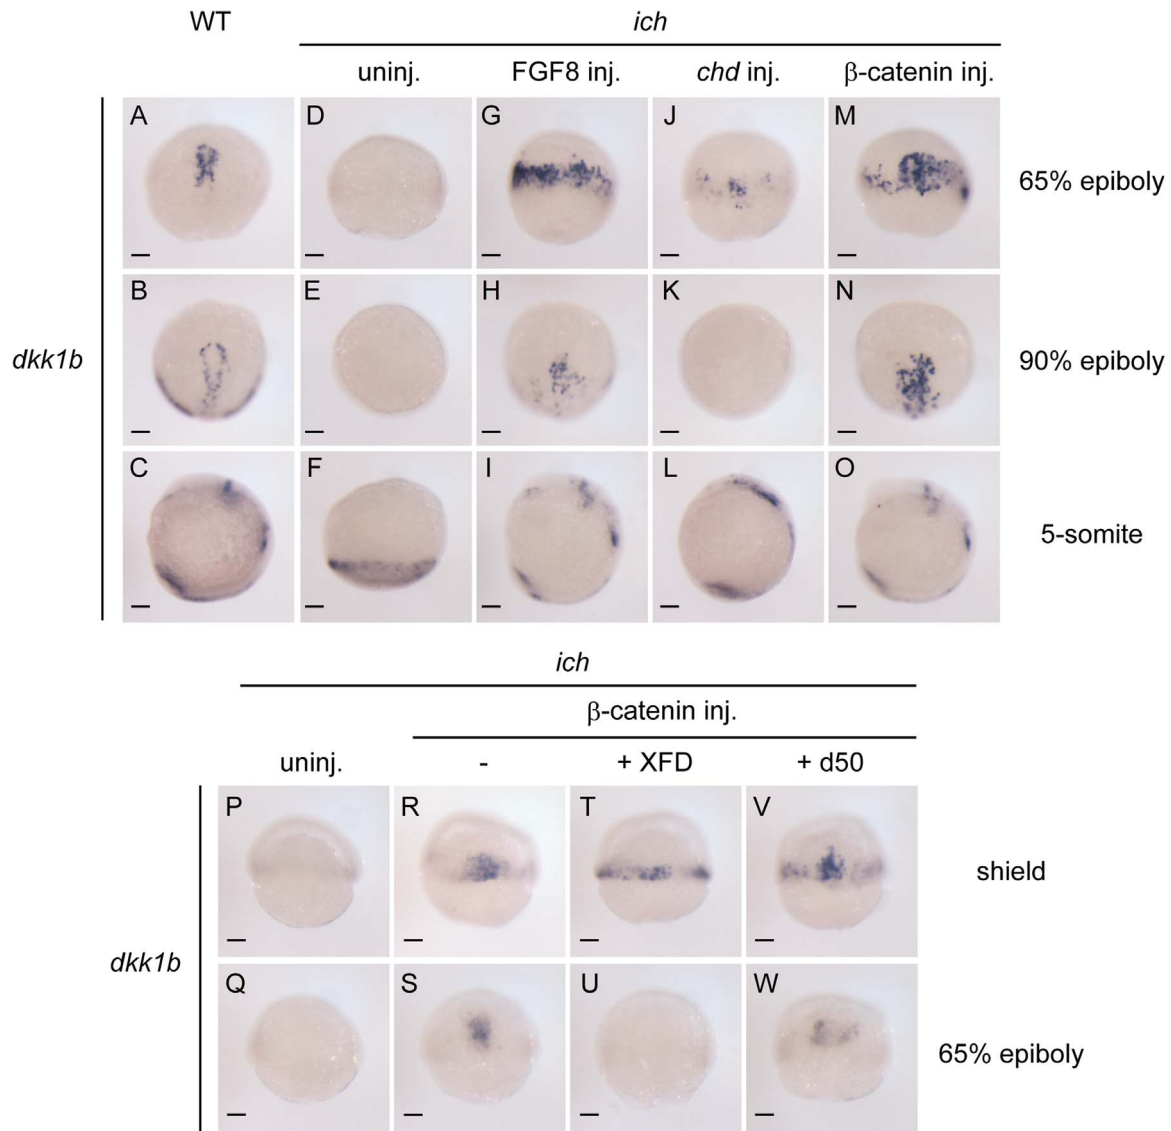 WT
ich
uninj.
FGF8 inj.
chd inj.
β-catenin inj.
A
D
G
J
M
65% epiboly
B
E
H
K
N
dkk1b
90% epiboly
C
F
I
L
O
5-somite
ich
β-catenin inj.
uninj.
-
+ XFD
+ d50
P
R
T
V
shield
dkk1b
Q
S
U
W
65% epiboly